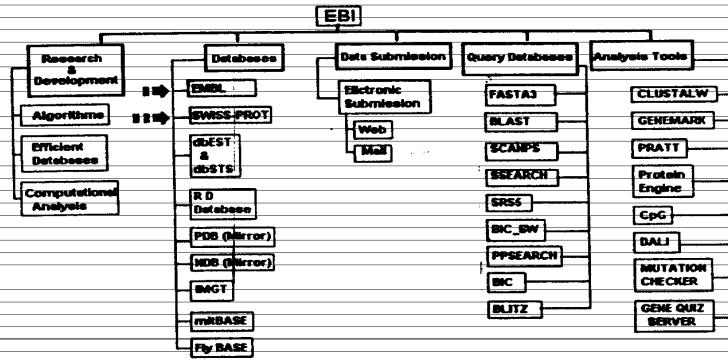 EBI
Research
&
Development
Algorithms
Efficient
Databases
Computational
Analysis
Databases
EMBL
SWISS-PROT
dbEST
&
dbSTS
R D
Database
PDB (Mirror)
NDB (Mirror)
IMGT
mitBASE
Fly BASE
Data Submission
Elictronic
Submission
Web
Mail
Query Databases
FASTA3
BLAST
SCANPS
SSEARCH
SRS5
BIC_SW
PPSEARCH
BIC
BLITZ
Analysis Tools
CLUSTALW
GENEMARK
PRATT
Protein
Engine
CpG
DALI
MUTATION
CHECKER
GENE QUIZ
SERVER